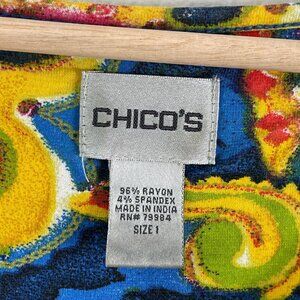 CHICO'S
96% RAYON
4% SPANDEX
MADE IN INDIA
RN# 79984
SIZE 1